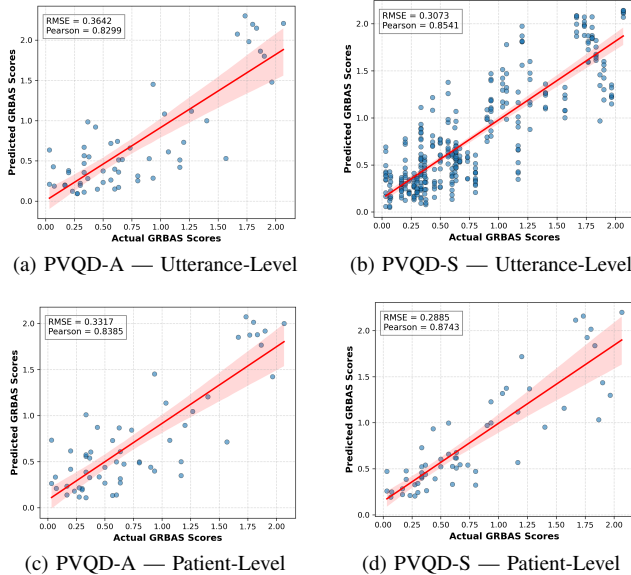 RMSE = 0.3642
Pearson = 0.8299
Predicted GRBAS Scores
2.0
1.5
1.0
0.5
0.0
0.00 0.25 0.50 0.75 1.00 1.25 1.50 1.75 2.00
Actual GRBAS Scores
(a) PVQD-A — Utterance-Level
RMSE = 0.3073
Pearson = 0.8541
Predicted GRBAS Scores
2.0
1.5
1.0
0.5
0.0
0.00 0.25 0.50 0.75 1.00 1.25 1.50 1.75 2.00
Actual GRBAS Scores
(b) PVQD-S — Utterance-Level
RMSE = 0.3317
Pearson = 0.8385
Predicted GRBAS Scores
2.0
1.5
1.0
0.5
0.0
0.00 0.25 0.50 0.75 1.00 1.25 1.50 1.75 2.00
Actual GRBAS Scores
(c) PVQD-A — Patient-Level
RMSE = 0.2885
Pearson = 0.8743
Predicted GRBAS Scores
2.0
1.5
1.0
0.5
0.0
0.00 0.25 0.50 0.75 1.00 1.25 1.50 1.75 2.00
Actual GRBAS Scores
(d) PVQD-S — Patient-Level